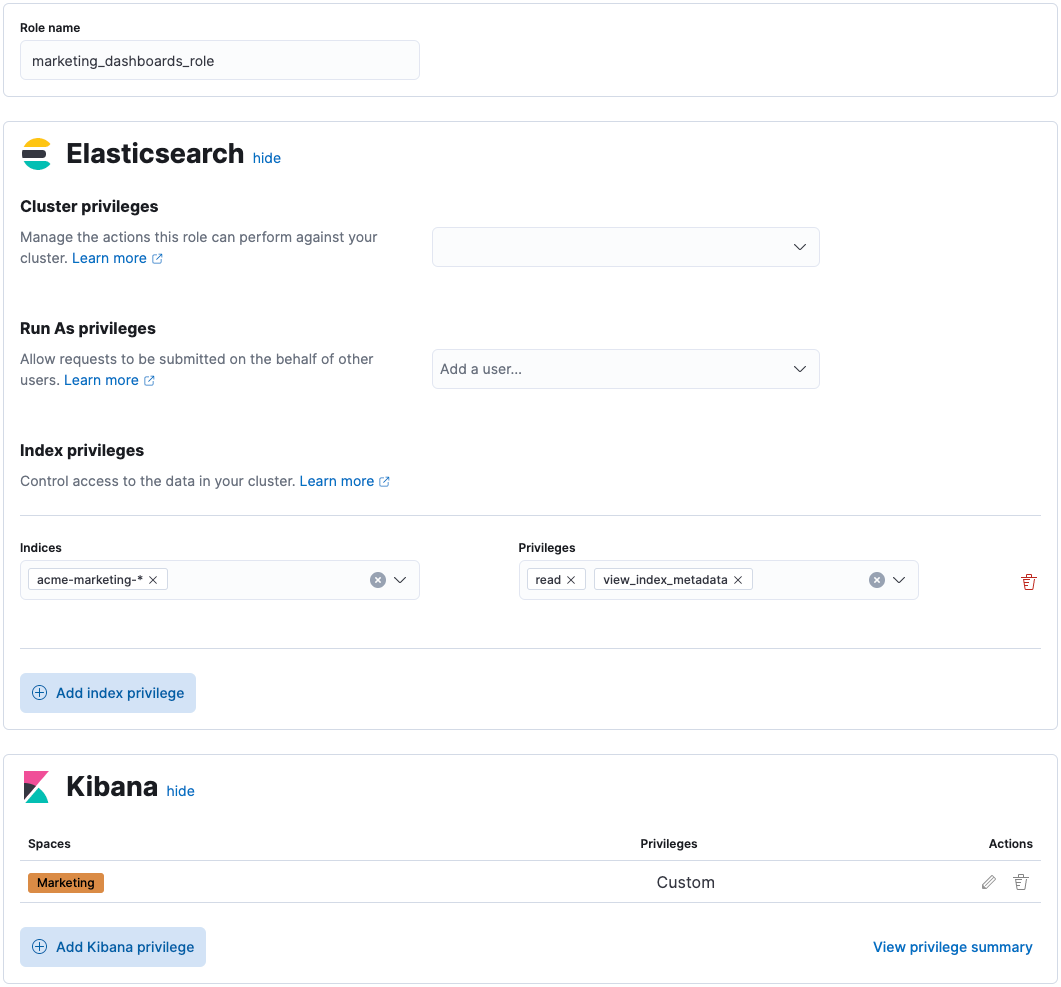 Role name
marketing_dashboards_role
Elasticsearch hide
Cluster privileges
Manage the actions this role can perform against your
cluster. Learn more
Run As privileges
Allow requests to be submitted on the behalf of other
users. Learn more
Add a user...
Index privileges
Control access to the data in your cluster. Learn more
Indices Privileges
acme-marketing-* read view_index_metadata
Add index privilege
Kibana hide
Spaces Privileges Actions
Marketing Custom
Add Kibana privilege View privilege summary